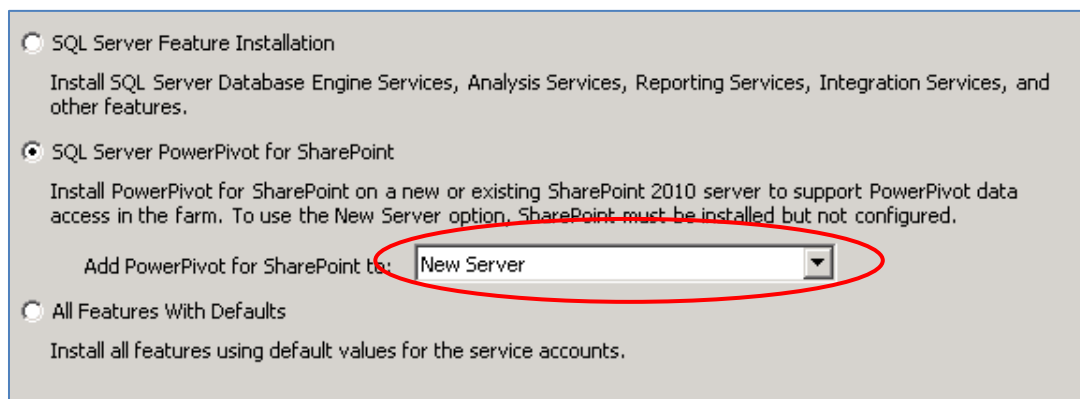 SQL Server Feature Installation
Install SQL Server Database Engine Services, Analysis Services, Reporting Services, Integration Services, and
other features.
SQL Server PowerPivot for SharePoint
Install PowerPivot for SharePoint on a new or existing SharePoint 2010 server to support PowerPivot data
access in the farm. To use the New Server option, SharePoint must be installed but not configured.
Add PowerPivot for SharePoint to: New Server
All Features With Defaults
Install all features using default values for the service accounts.